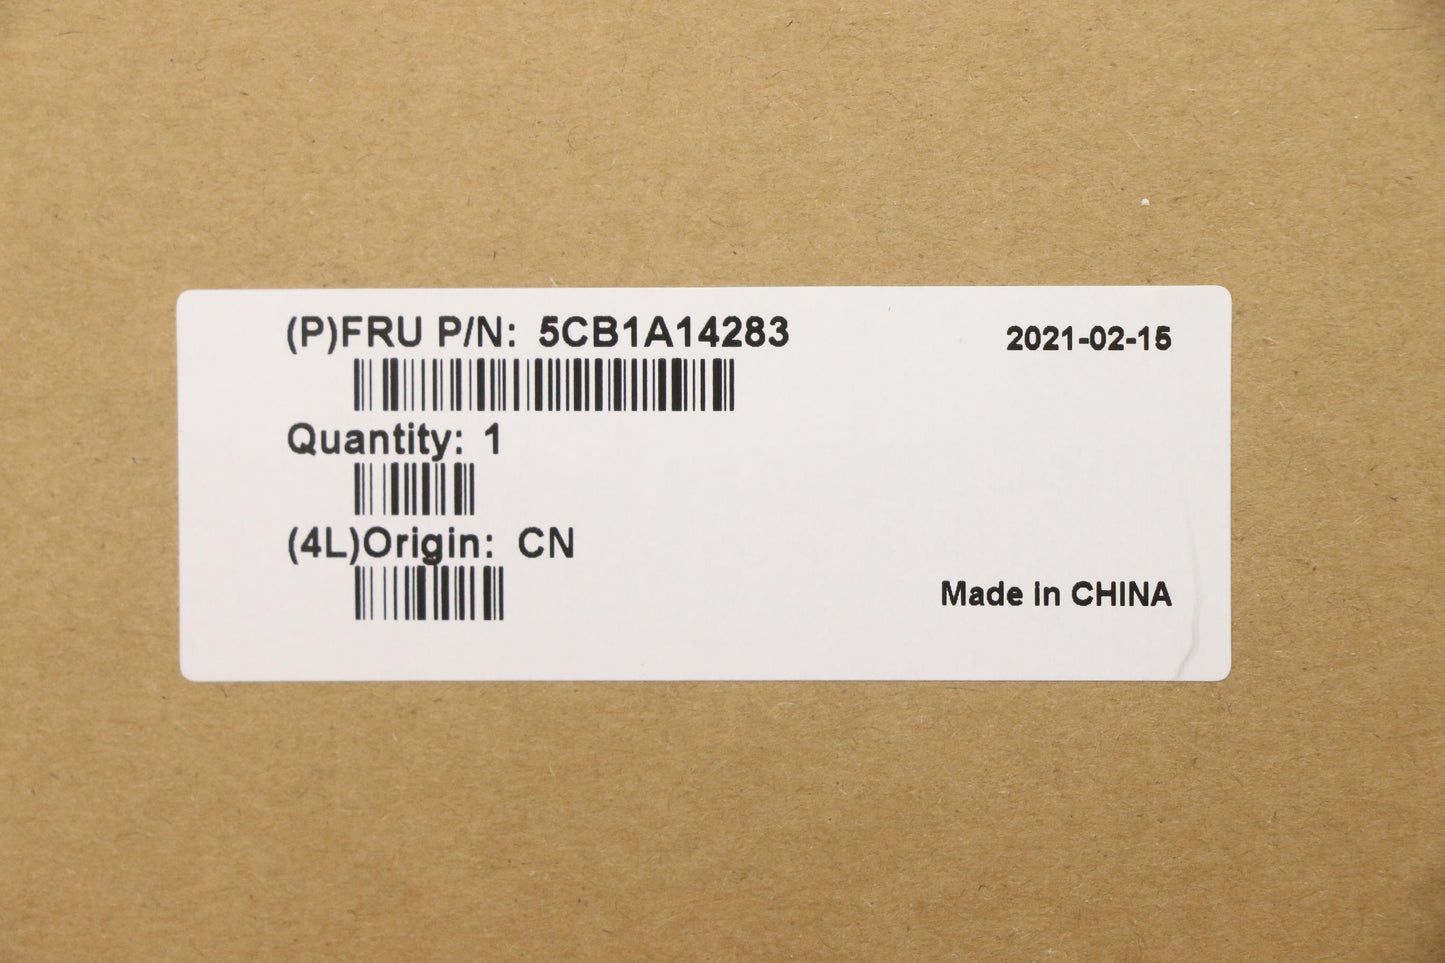 (P)FRU P/N: 5CB1A14283
2021-02-15
Quantity: 1
(4L)Origin: CN
Made in CHINA